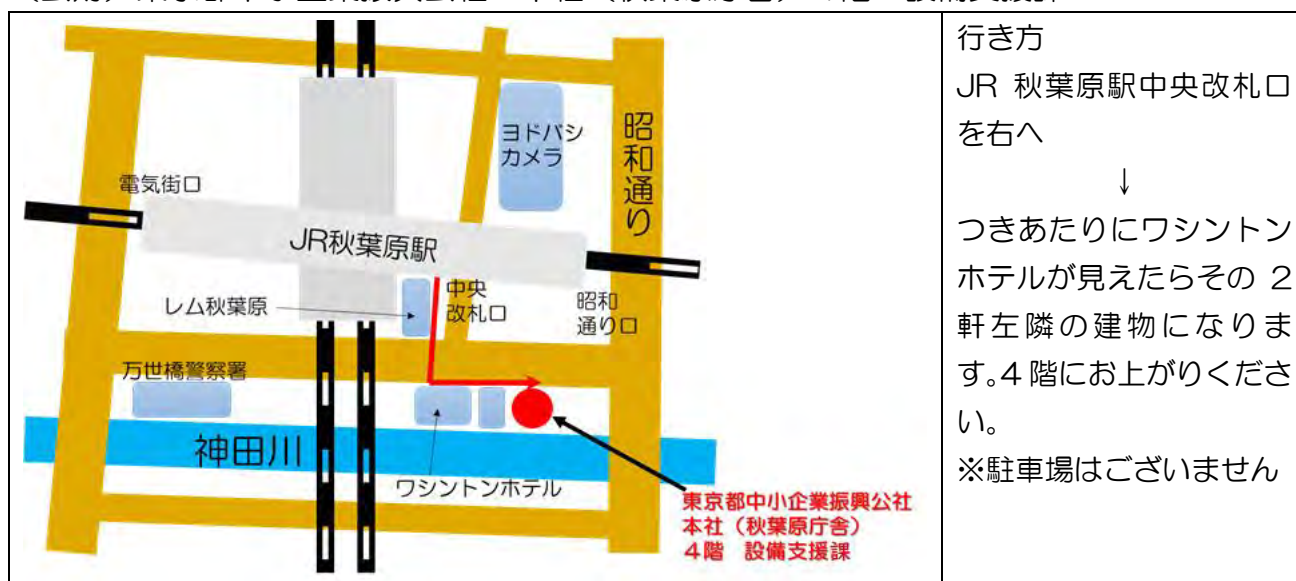 ヨドバシ
カメラ
昭和通り
電気街口
JR秋葉原駅
中央
改札口
昭和
通り口
レム秋葉原
万世橋警察署
神田川
ワシントンホテル
東京都中小企業振興公社
本社（秋葉原庁舎）
４階　設備支援課
行き方
JR 秋葉原駅中央改札口
を右へ
↓
つきあたりにワシントン
ホテルが見えたらその ２
軒左隣の建物になりま
す。４階にお上がりくださ
い。
※駐車場はございません